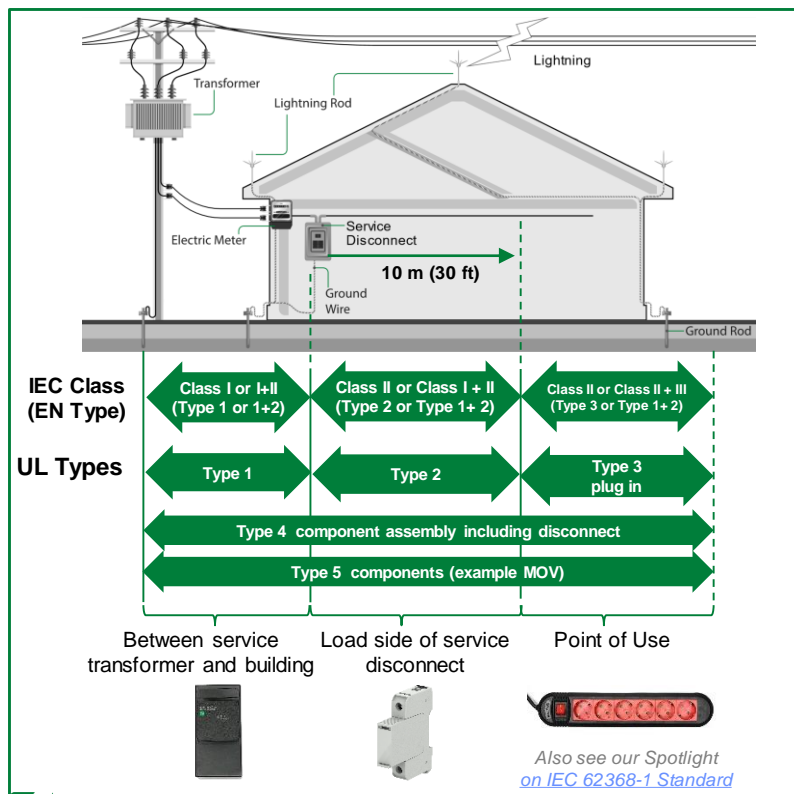 Lightning
Transformer
Lightning Rod
Electric Meter
Service
Disconnect
10 m (30 ft)
Ground
Wire
Ground Rod
IEC Class
(EN Type)
Class I or I+II
(Type 1 or 1+2)
Class II or Class I + II
(Type 2 or Type 1+ 2)
Class II or Class II + III
(Type 3 or Type 1+ 2)
UL Types
Type 1
Type 2
Type 3
plug in
Type 4 component assembly including disconnect
Type 5 components (example MOV)
Between service
transformer and building
Load side of service
disconnect
Point of Use
Also see our Spotlight
on IEC 62368-1 Standard